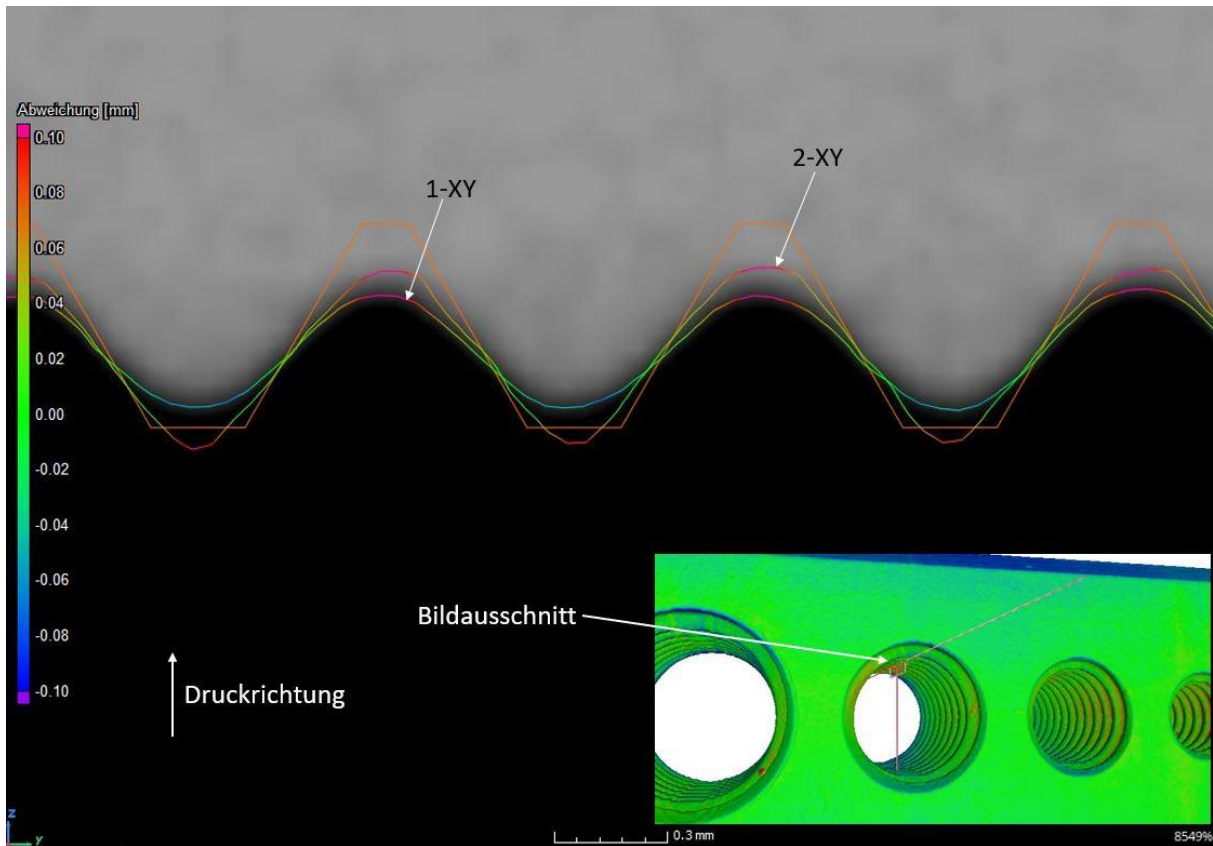 Abweichung [mm]
0.10
0.08
0.06
0.04
0.02
0.00
-0.02
-0.04
-0.06
-0.08
-0.10
1-XY
2-XY
Bildausschnitt
Druckrichtung
z
y
0.3 mm
8549%